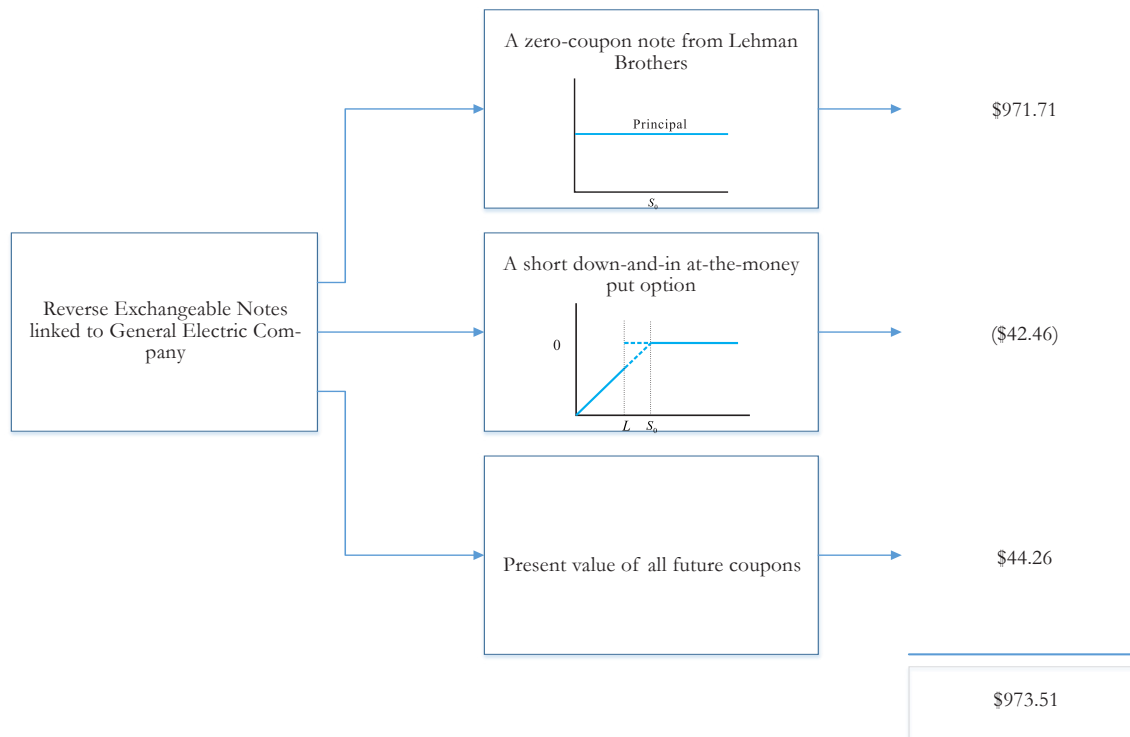 A zero-coupon note from Lehman
Brothers
Principal
S₀
$971.71
Reverse Exchangeable Notes
linked to General Electric Com-
pany
A short down-and-in at-the-money
put option
0
L S₀
($42.46)
Present value of all future coupons
$44.26
$973.51